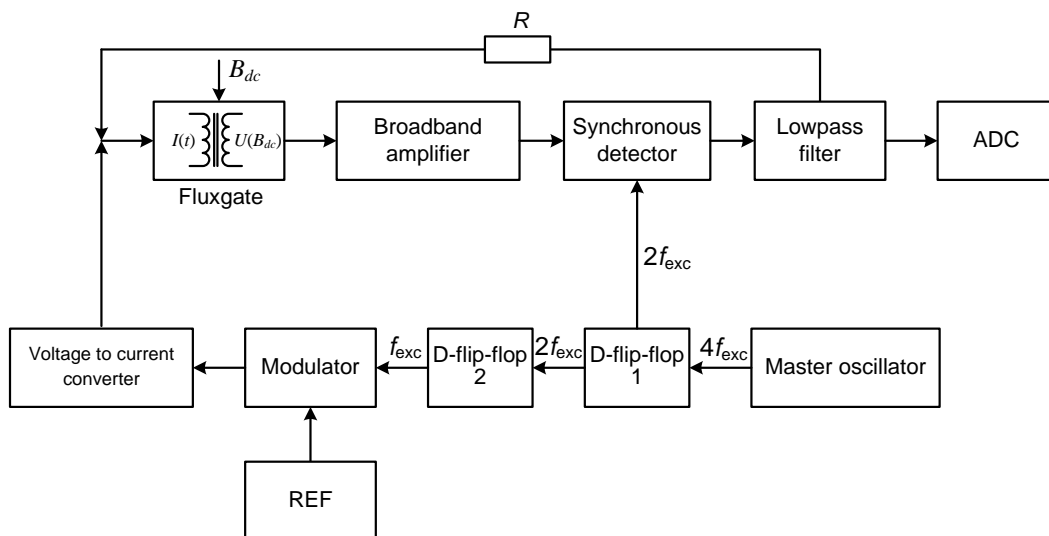 R
B_dc
I(t)
U(B_dc)
Fluxgate
Broadband
amplifier
Synchronous
detector
Lowpass
filter
ADC
2f_exc
Voltage to current
converter
Modulator
f_exc
D-flip-flop
2
2f_exc
D-flip-flop
1
4f_exc
Master oscillator
REF